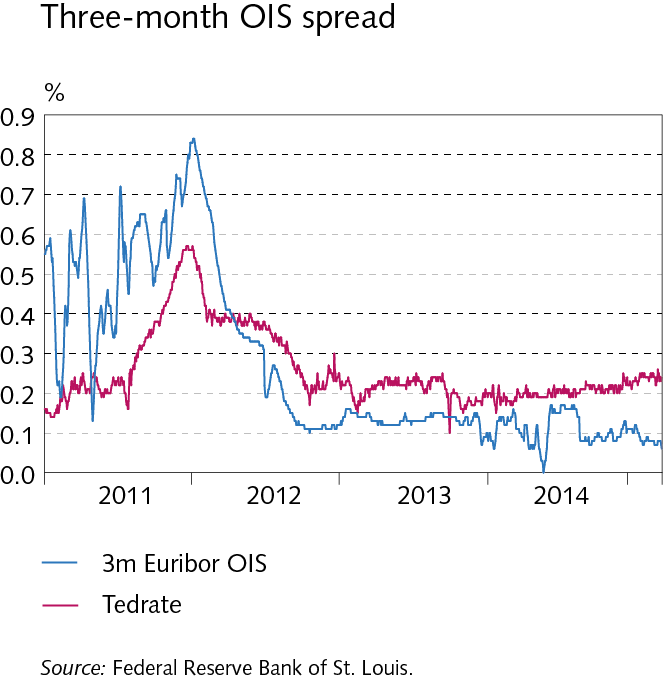 Three-month OIS spread
%
0.9
0.8
0.7
0.6
0.5
0.4
0.3
0.2
0.1
0.0
2011 2012 2013 2014
3m Euribor OIS
Tedrate
Source: Federal Reserve Bank of St. Louis.